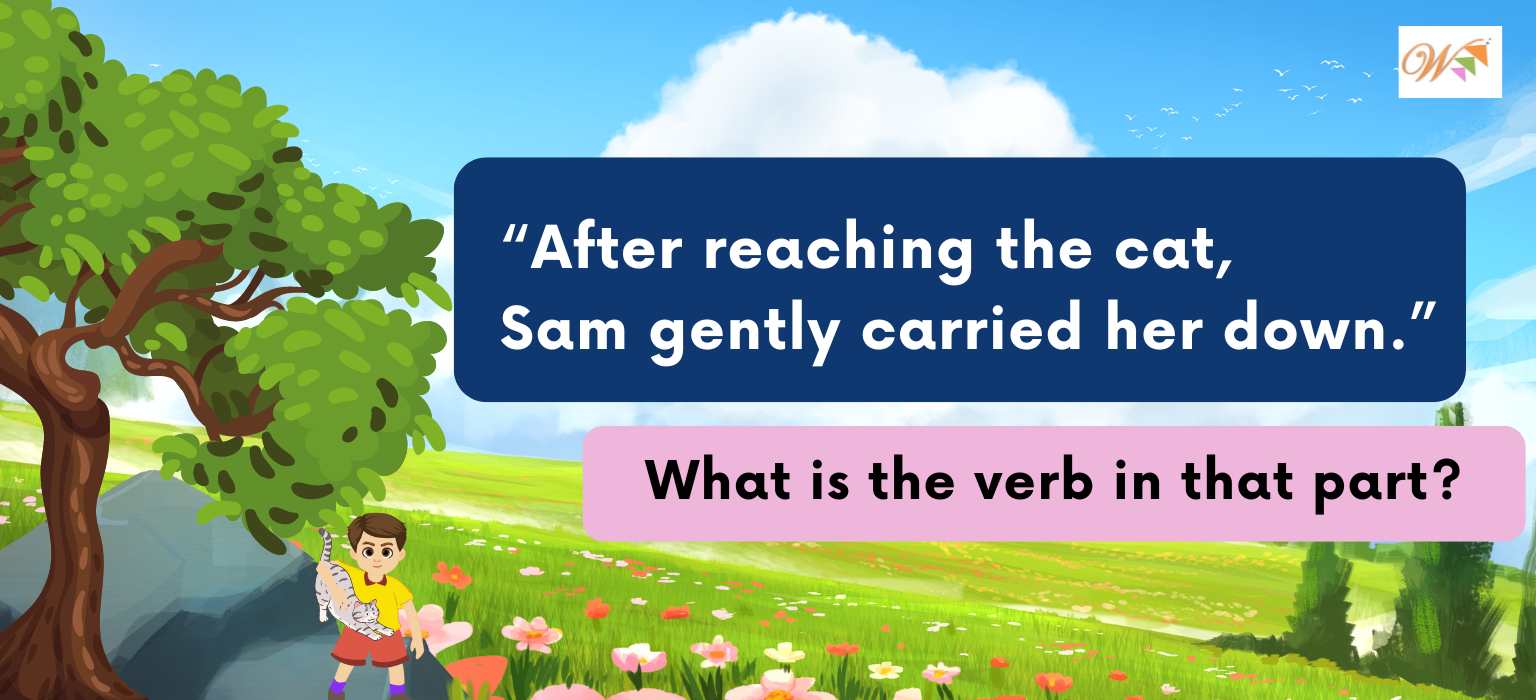 W
“After reaching the cat,
Sam gently carried her down.”
What is the verb in that part?